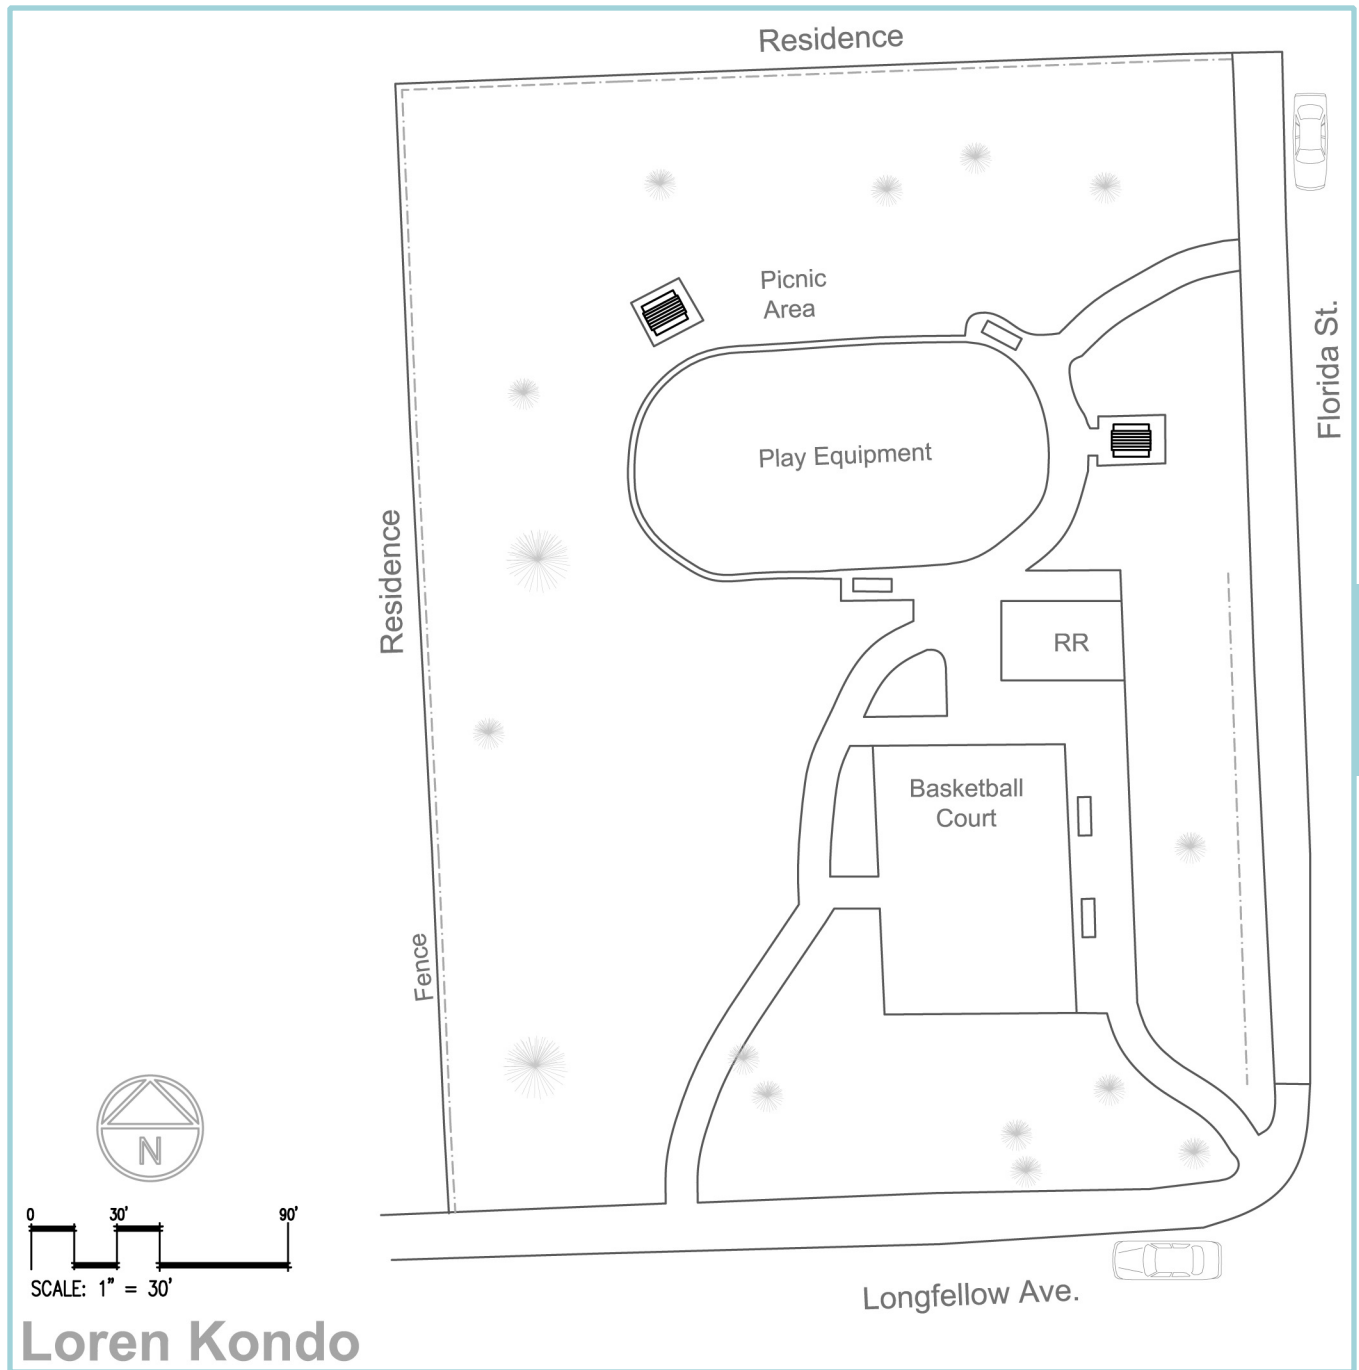 Residence
Picnic
Area
Florida St.
Play Equipment
Residence
RR
Basketball
Court
Fence
N
0 30' 90'
SCALE: 1" = 30'
Longfellow Ave.
Loren Kondo